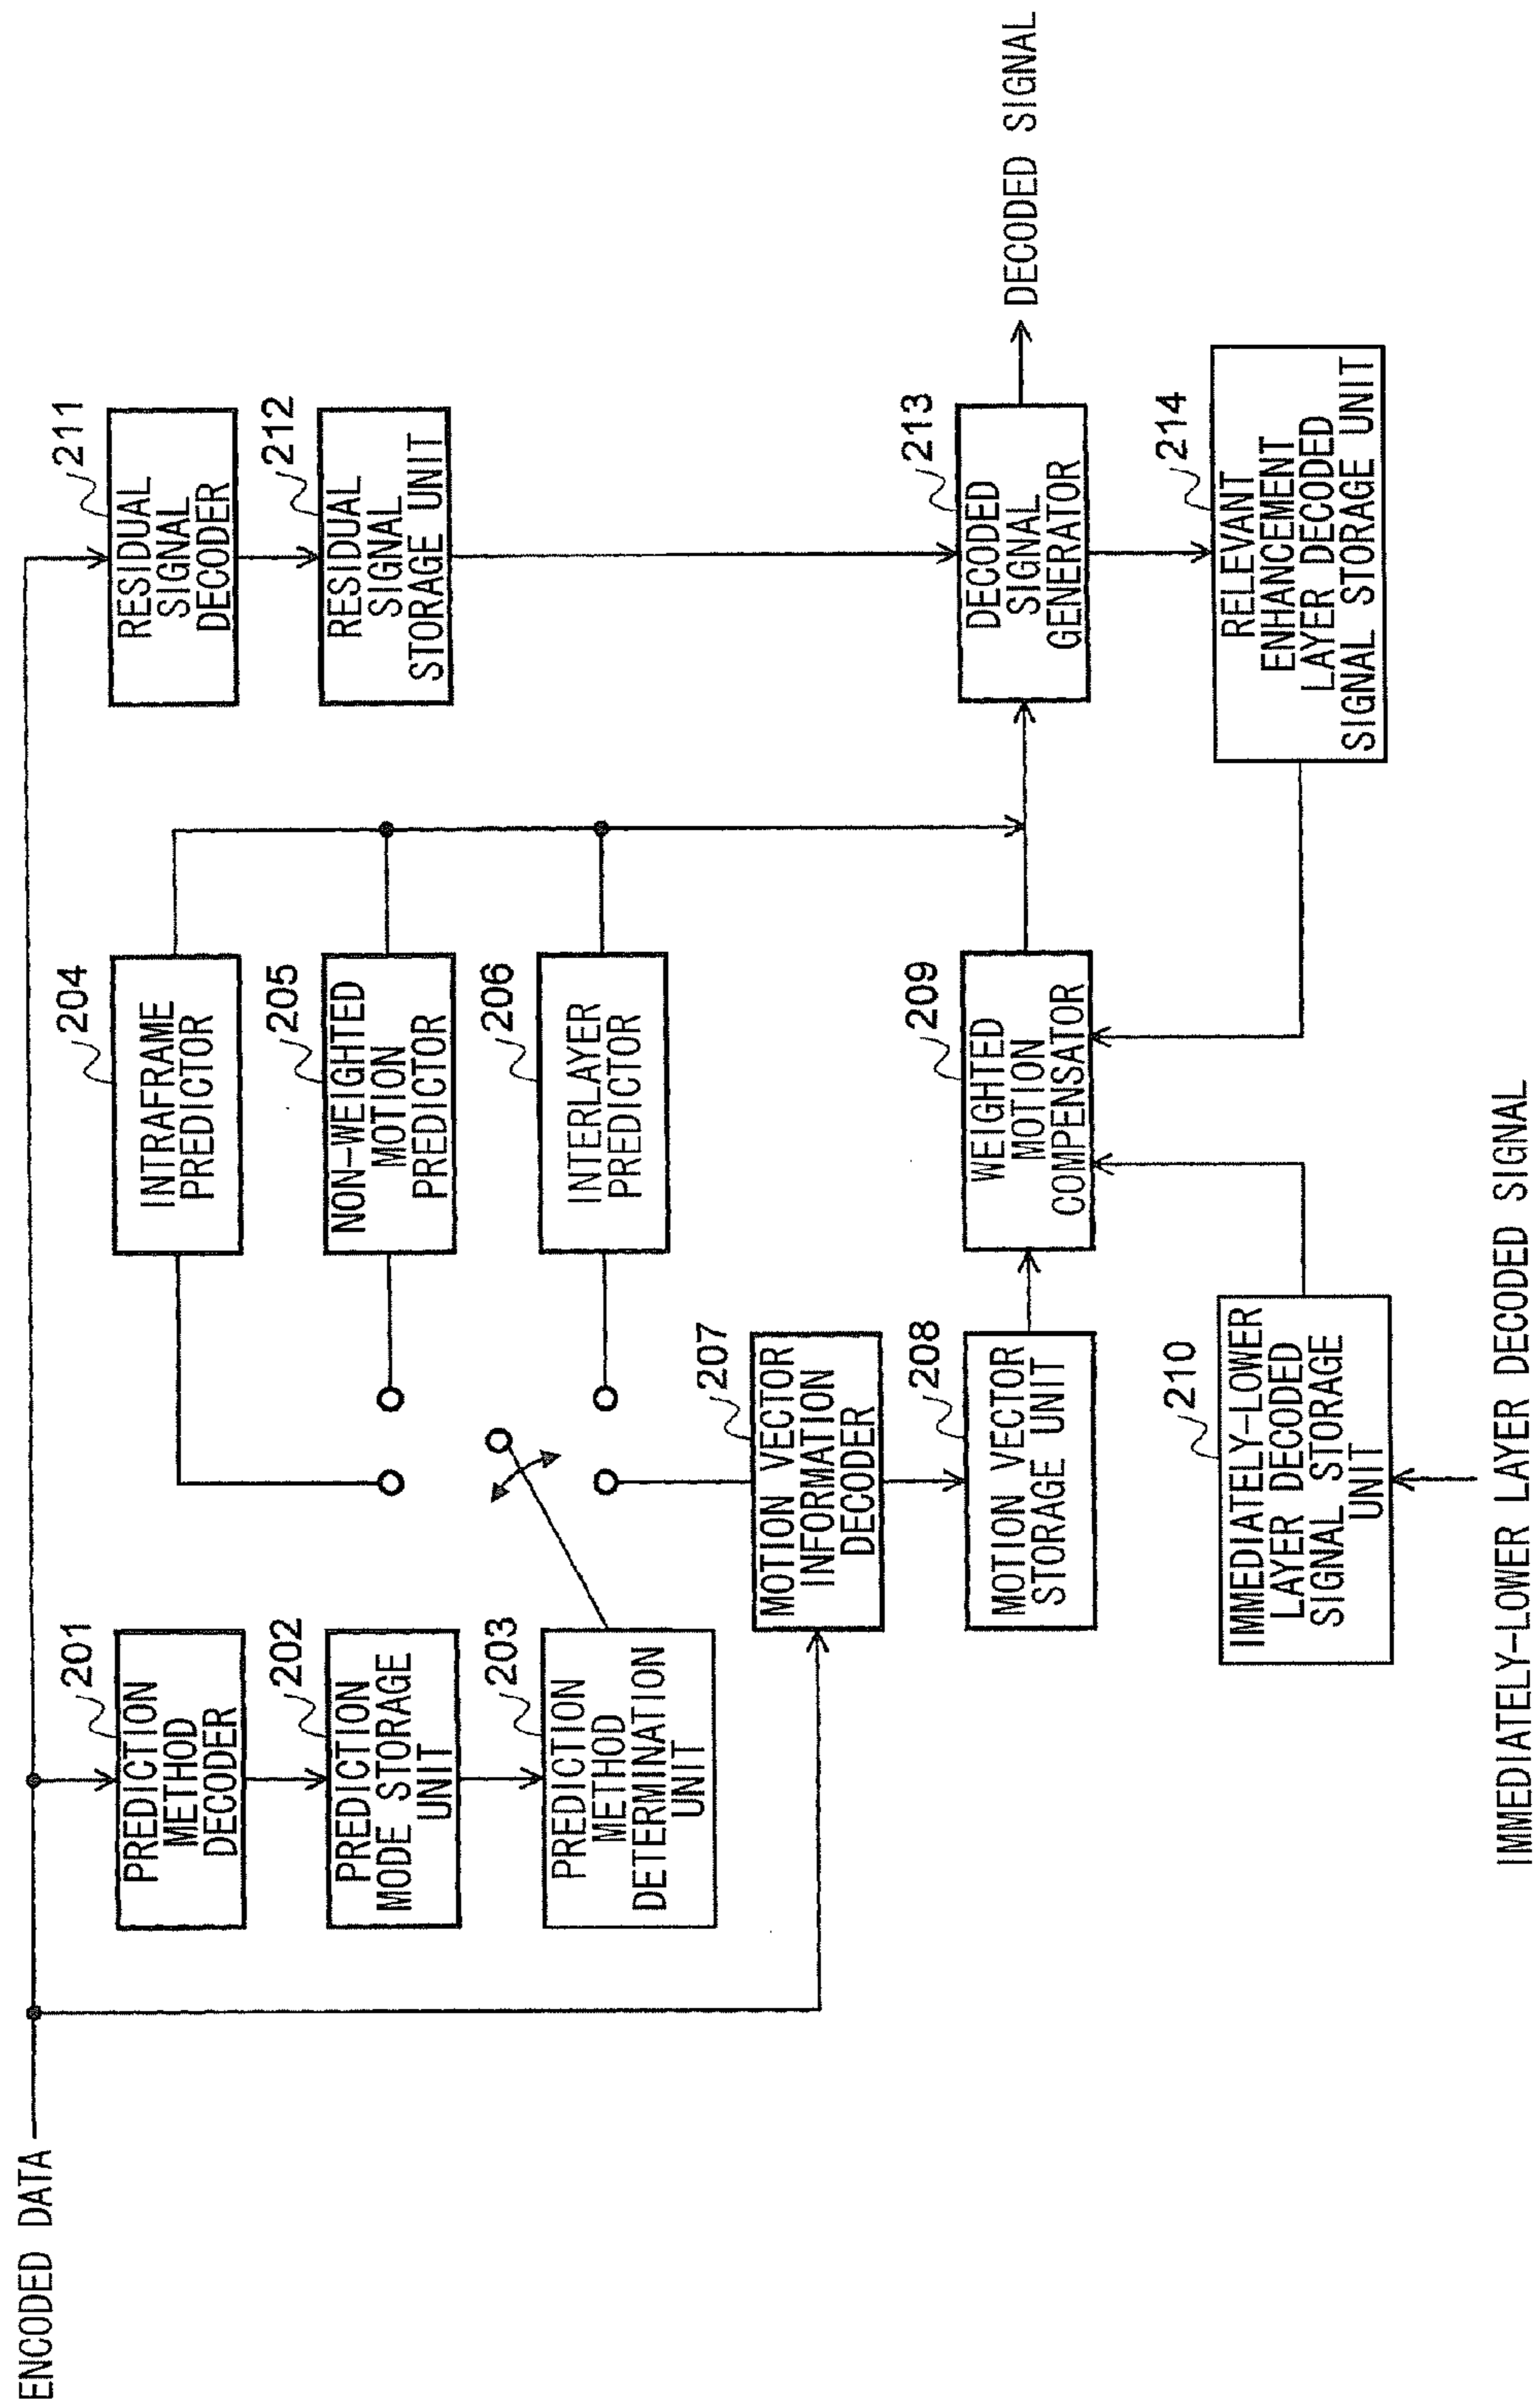 ENCODED DATA
201
PREDICTION
METHOD
DECODER
202
PREDICTION
MODE STORAGE
UNIT
203
PREDICTION
METHOD
DETERMINATION
UNIT
204
INTRAFRAME
PREDICTOR
205
NON-WEIGHTED
MOTION
PREDICTOR
206
INTERLAYER
PREDICTOR
207
MOTION VECTOR
INFORMATION
DECODER
208
MOTION VECTOR
STORAGE UNIT
209
WEIGHTED
MOTION
COMPENSATOR
210
IMMEDIATELY-LOWER
LAYER DECODED
SIGNAL STORAGE
UNIT
IMMEDIATELY-LOWER LAYER DECODED SIGNAL
211
RESIDUAL
SIGNAL
DECODER
212
RESIDUAL
SIGNAL
STORAGE UNIT
213
DECODED
SIGNAL
GENERATOR
DECODED SIGNAL
214
RELEVANT
ENHANCEMENT
LAYER DECODED
SIGNAL STORAGE UNIT